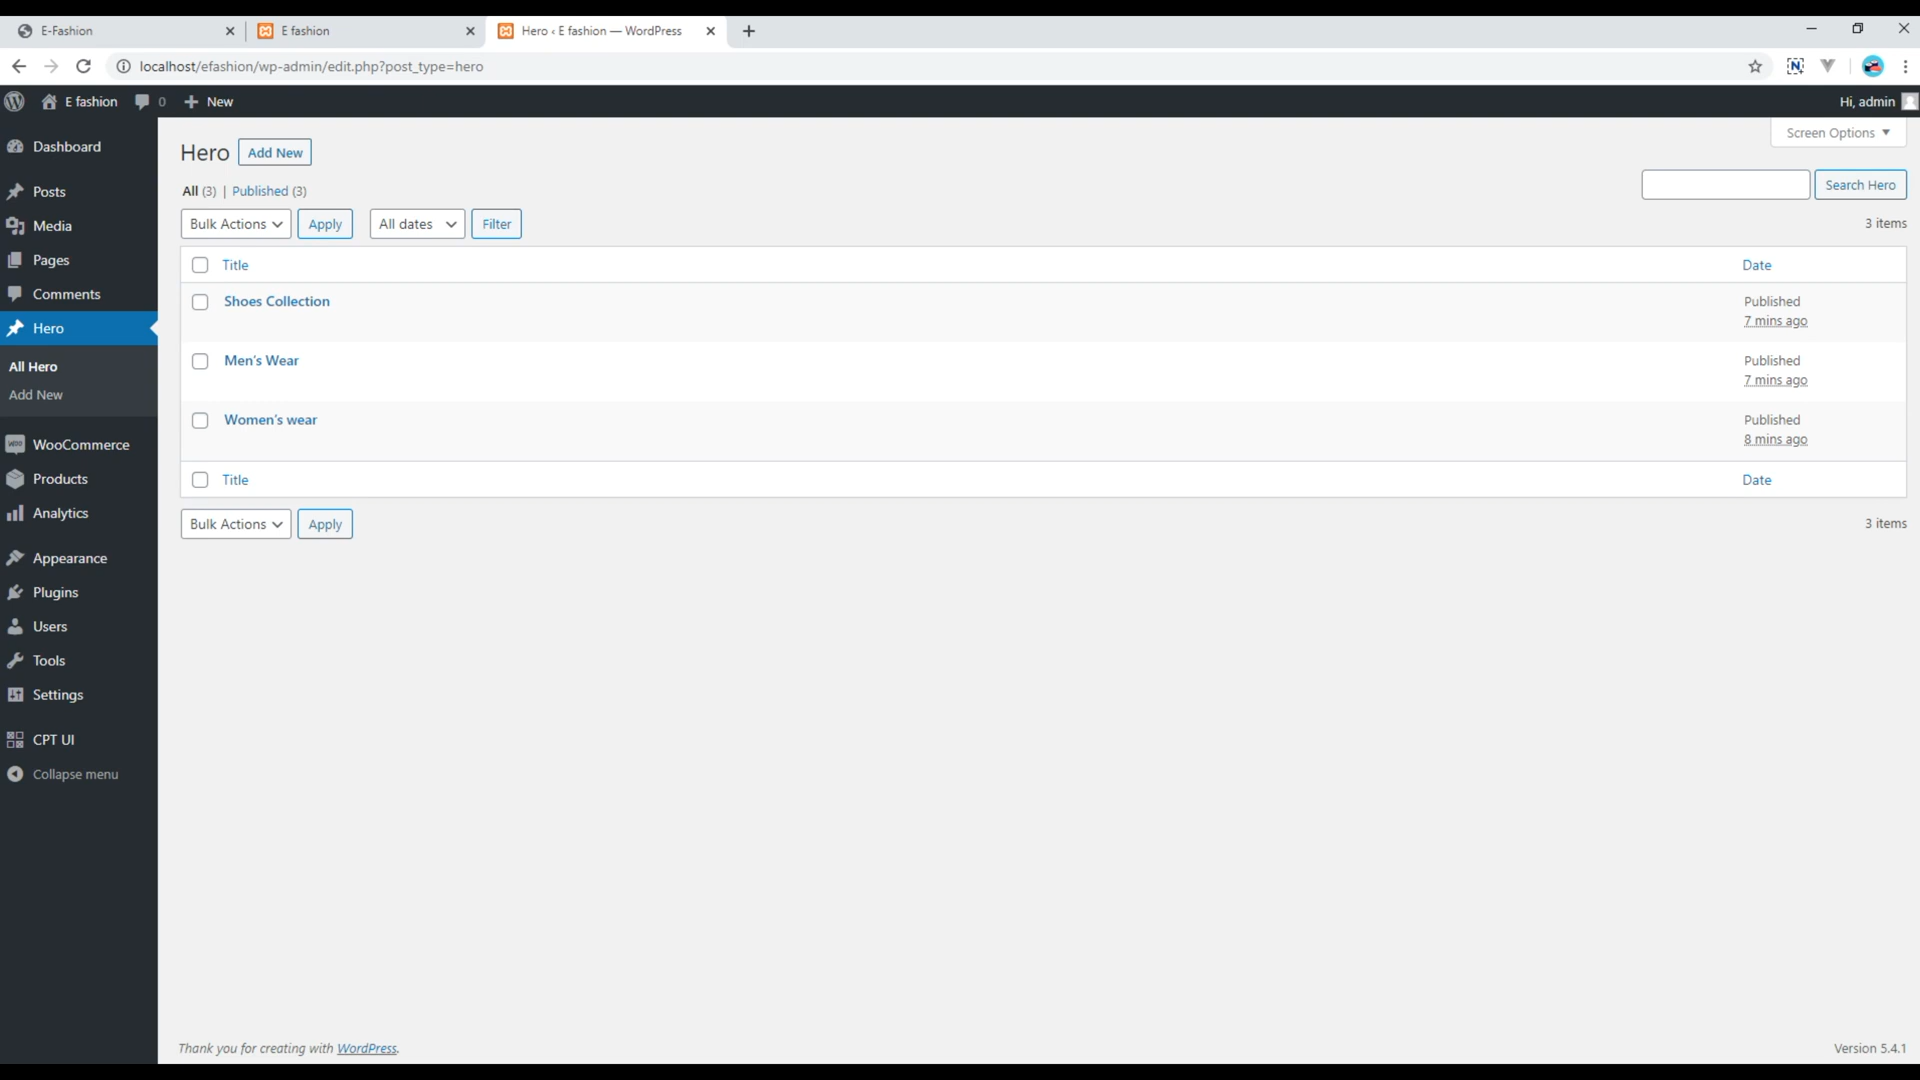 E-Fashion
E fashion
Hero ‹ E fashion — WordPress
localhost/efashion/wp-admin/edit.php?post_type=hero
E fashion
0
New
Hi, admin
Dashboard
Posts
Media
Pages
Comments
Hero
All Hero
Add New
WooCommerce
Products
Analytics
Appearance
Plugins
Users
Tools
Settings
CPT UI
Collapse menu
Screen Options
Hero
Add New
All (3) | Published (3)
Search Hero
Bulk Actions
Apply
All dates
Filter
3 items
Title
Date
Shoes Collection
Published
7 mins ago
Men’s Wear
Published
7 mins ago
Women’s wear
Published
8 mins ago
Title
Date
Bulk Actions
Apply
3 items
Thank you for creating with WordPress.
Version 5.4.1